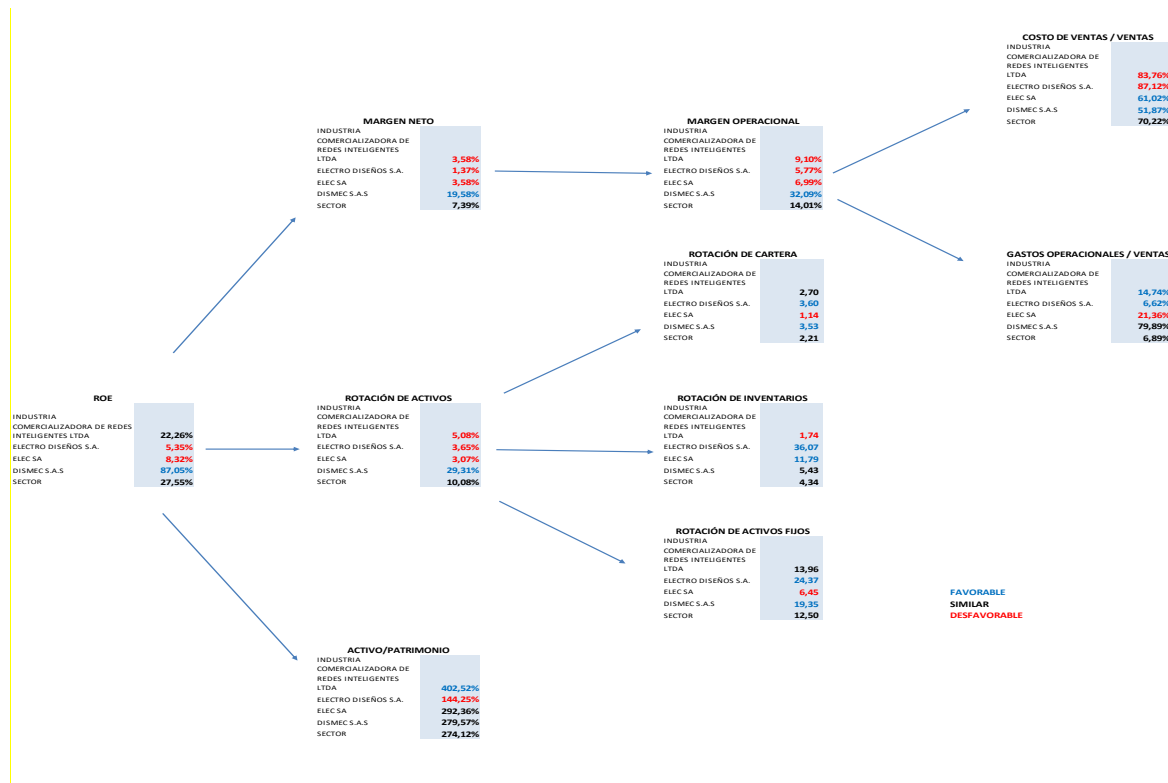 COSTO DE VENTAS / VENTAS
INDUSTRIA
COMERCIALIZADORA DE
REDES INTELIGENTES
LTDA 83,76%
ELECTRO DISEÑOS S.A. 87,12%
ELEC SA 61,02%
DISMEC S.A.S 51,87%
SECTOR 70,22%
MARGEN NETO
INDUSTRIA
COMERCIALIZADORA DE
REDES INTELIGENTES
LTDA 3,58%
ELECTRO DISEÑOS S.A. 1,37%
ELEC SA 3,58%
DISMEC S.A.S 19,58%
SECTOR 7,39%
MARGEN OPERACIONAL
INDUSTRIA
COMERCIALIZADORA DE
REDES INTELIGENTES
LTDA 9,10%
ELECTRO DISEÑOS S.A. 5,77%
ELEC SA 6,99%
DISMEC S.A.S 32,09%
SECTOR 14,01%
ROTACIÓN DE CARTERA
INDUSTRIA
COMERCIALIZADORA DE
REDES INTELIGENTES
LTDA 2,70
ELECTRO DISEÑOS S.A. 3,60
ELEC SA 1,14
DISMEC S.A.S 3,53
SECTOR 2,21
GASTOS OPERACIONALES / VENTAS
INDUSTRIA
COMERCIALIZADORA DE
REDES INTELIGENTES
LTDA 14,74%
ELECTRO DISEÑOS S.A. 6,62%
ELEC SA 21,36%
DISMEC S.A.S 79,89%
SECTOR 6,89%
ROE
INDUSTRIA
COMERCIALIZADORA DE REDES
INTELIGENTES LTDA 22,26%
ELECTRO DISEÑOS S.A. 5,35%
ELEC SA 8,32%
DISMEC S.A.S 87,05%
SECTOR 27,55%
ROTACIÓN DE ACTIVOS
INDUSTRIA
COMERCIALIZADORA DE
REDES INTELIGENTES
LTDA 5,08%
ELECTRO DISEÑOS S.A. 3,65%
ELEC SA 3,07%
DISMEC S.A.S 29,31%
SECTOR 10,08%
ROTACIÓN DE INVENTARIOS
INDUSTRIA
COMERCIALIZADORA DE
REDES INTELIGENTES
LTDA 1,74
ELECTRO DISEÑOS S.A. 36,07
ELEC SA 11,79
DISMEC S.A.S 5,43
SECTOR 4,34
ROTACIÓN DE ACTIVOS FIJOS
INDUSTRIA
COMERCIALIZADORA DE
REDES INTELIGENTES
LTDA 13,96
ELECTRO DISEÑOS S.A. 24,37
ELEC SA 6,45
DISMEC S.A.S 19,35
SECTOR 12,50
FAVORABLE
SIMILAR
DESFAVORABLE
ACTIVO/PATRIMONIO
INDUSTRIA
COMERCIALIZADORA DE
REDES INTELIGENTES
LTDA 402,52%
ELECTRO DISEÑOS S.A. 144,25%
ELEC SA 292,36%
DISMEC S.A.S 279,57%
SECTOR 274,12%